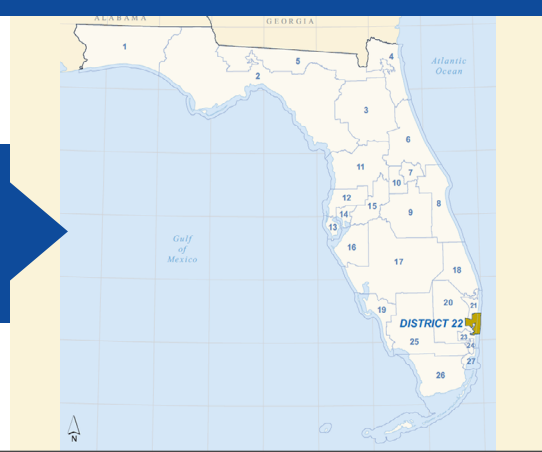 ALABAMA
GEORGIA
1
5
4
2
Atlantic
Ocean
3
6
11
7
10
12
15
8
14
9
13
16
Gulf
of
Mexico
17
18
20
21
19
DISTRICT 22
23
25
24
27
26
N